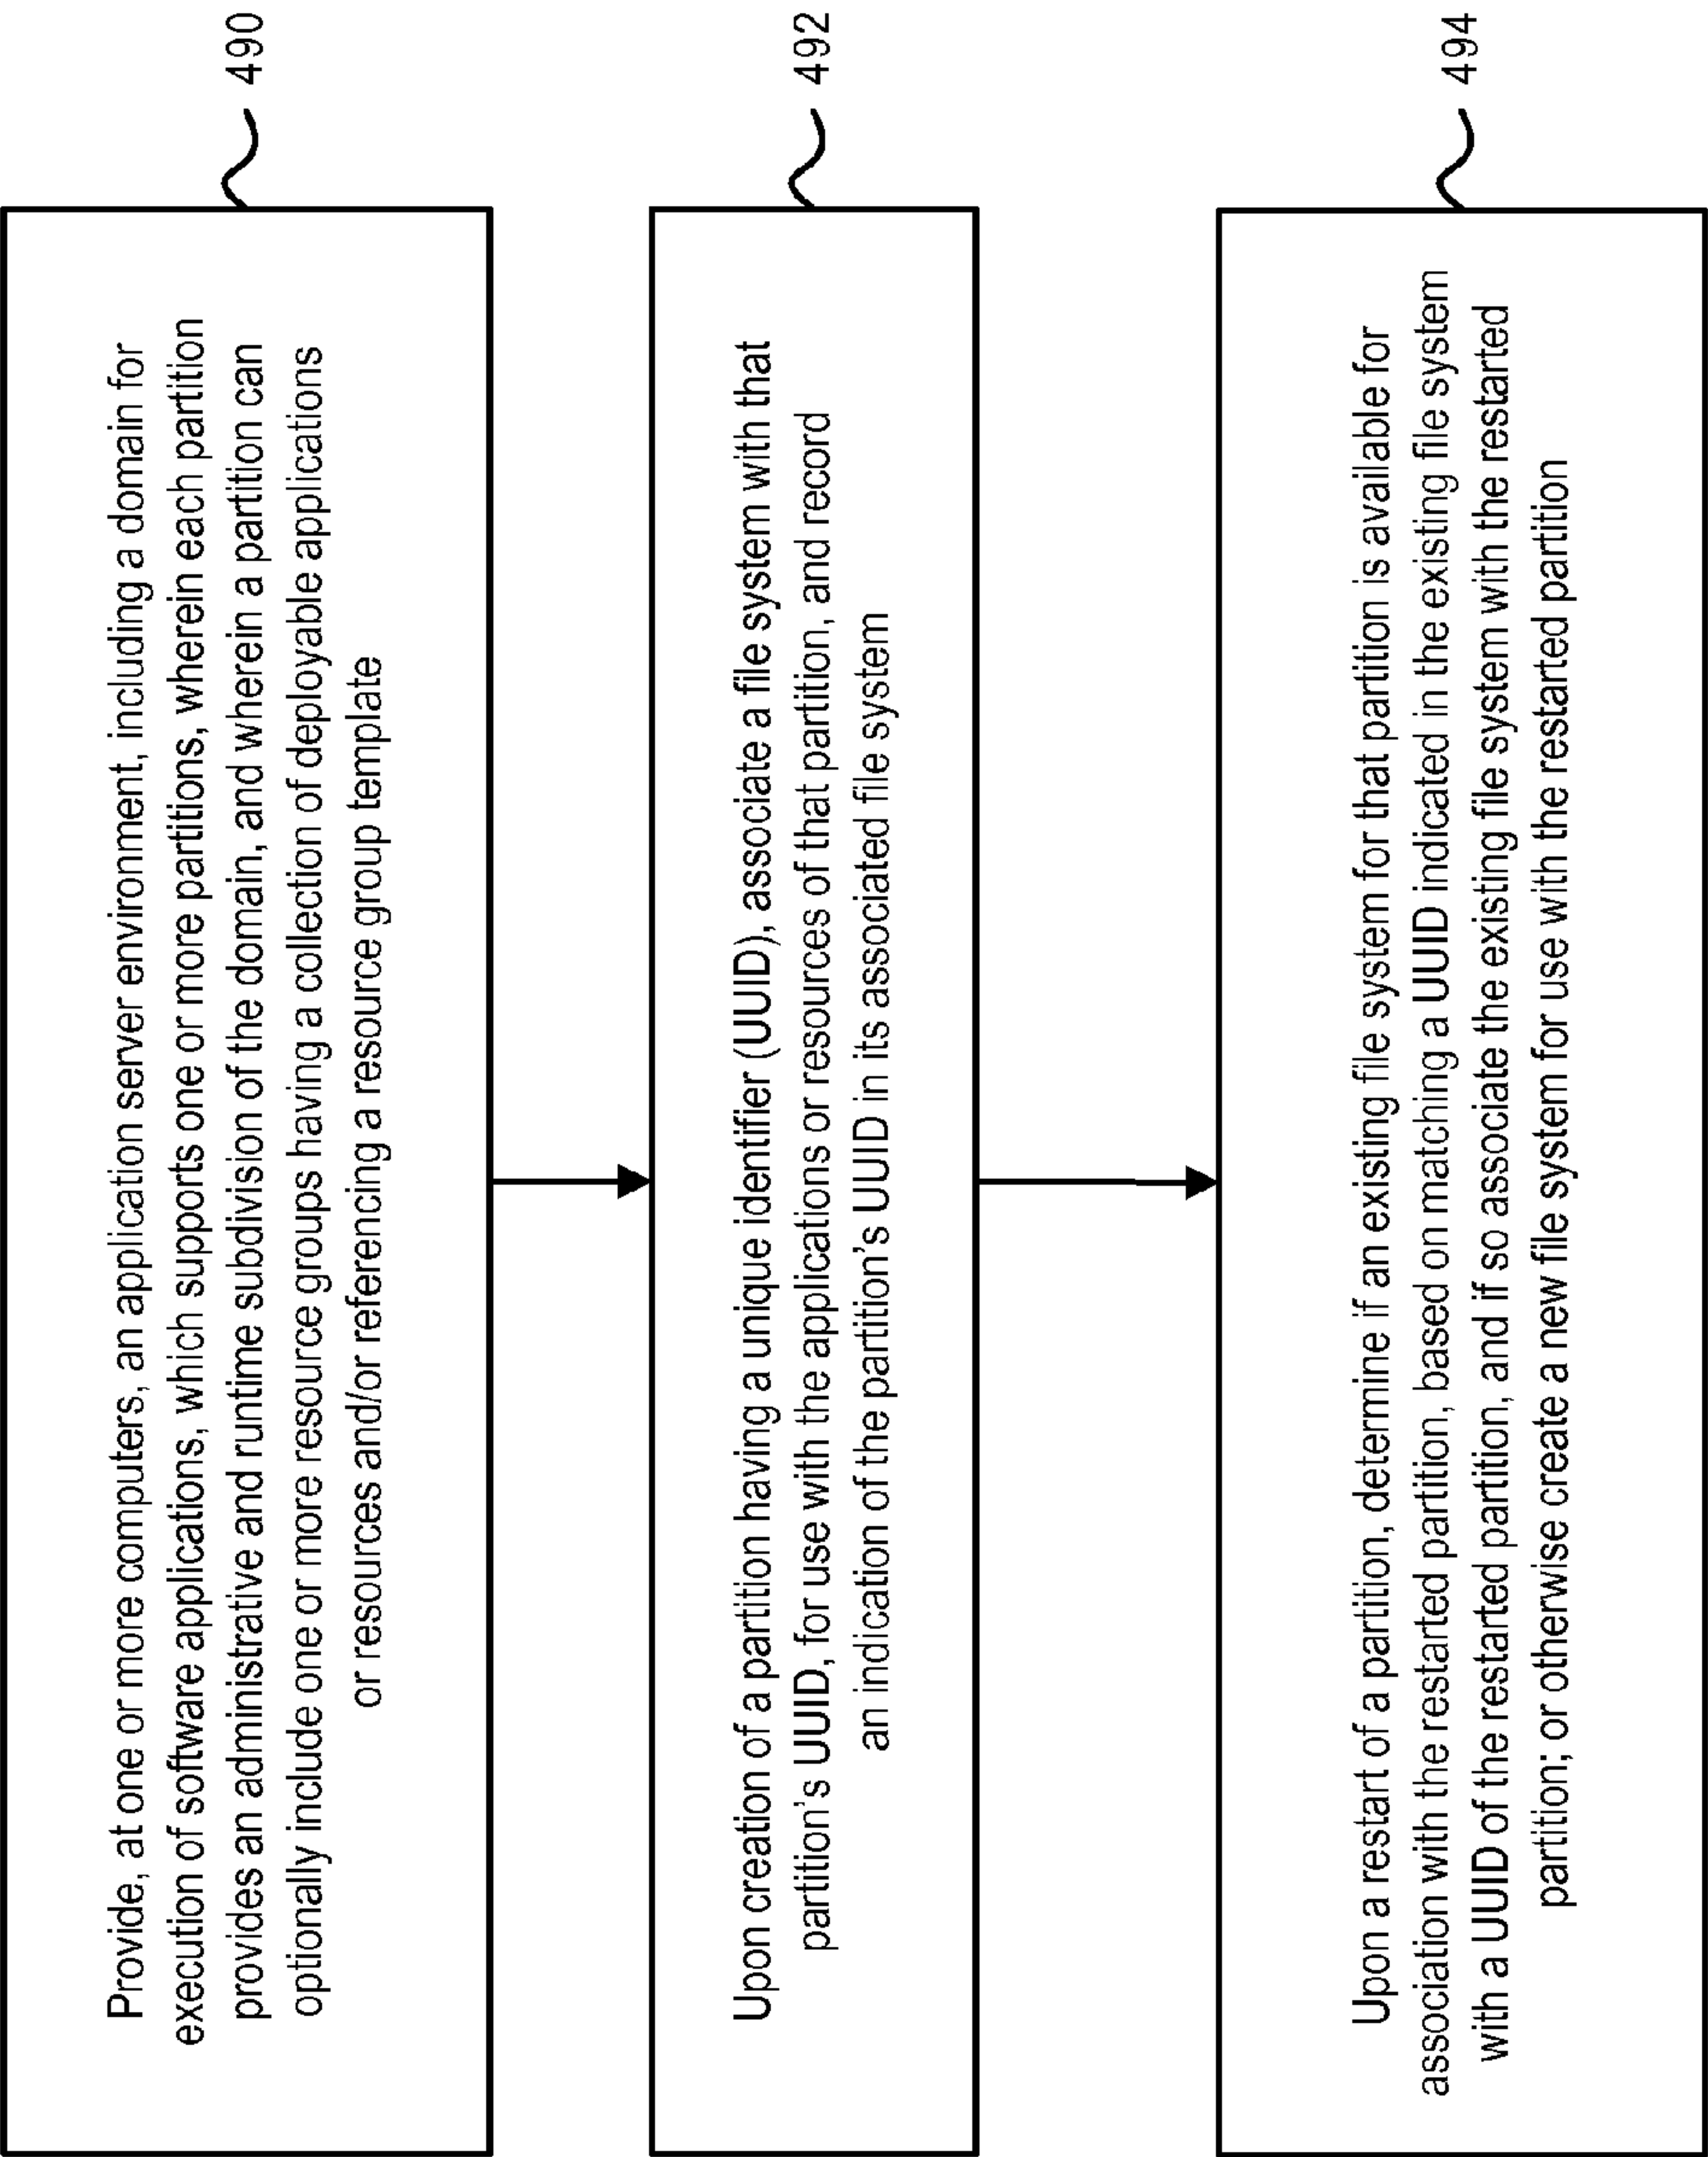 Provide, at one or more computers, an application server environment, including a domain for
execution of software applications, which supports one or more partitions, wherein each partition
provides an administrative and runtime subdivision of the domain, and wherein a partition can
optionally include one or more resource groups having a collection of deployable applications
or resources and/or referencing a resource group template
490
Upon creation of a partition having a unique identifier (UUID), associate a file system with that
partition's UUID, for use with the applications or resources of that partition, and record
an indication of the partition's UUID in its associated file system
492
Upon a restart of a partition, determine if an existing file system for that partition is available for
association with the restarted partition, based on matching a UUID indicated in the existing file system
with a UUID of the restarted partition, and if so associate the existing file system with the restarted
partition; or otherwise create a new file system for use with the restarted partition
494